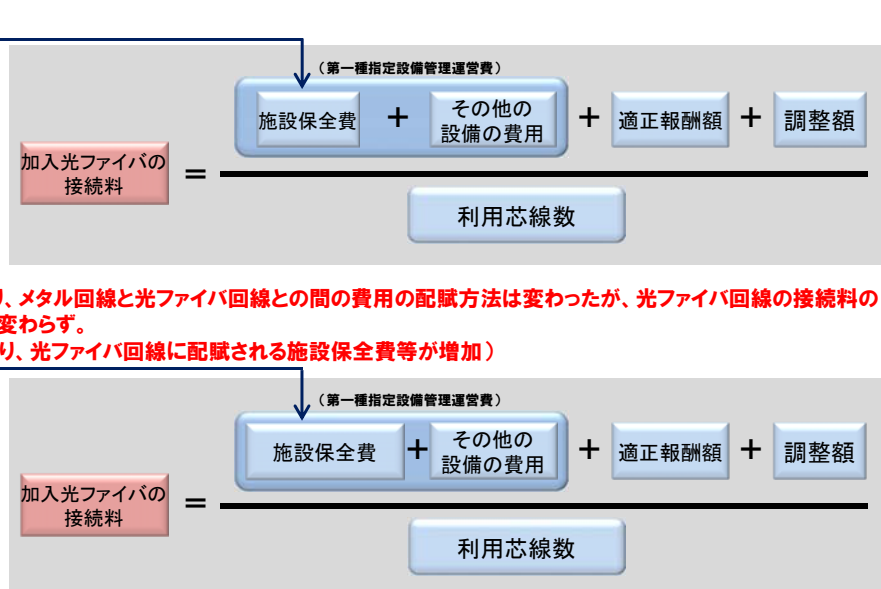 （第一種指定設備管理運営費）
施設保全費 ＋ その他の
設備の費用 ＋ 適正報酬額 ＋ 調整額
加入光ファイバの
接続料 ＝
利用芯線数
、メタル回線と光ファイバ回線との間の費用の配賦方法は変わったが、光ファイバ回線の接続料の
変わらず。
り、光ファイバ回線に配賦される施設保全費等が増加）
（第一種指定設備管理運営費）
施設保全費 ＋ その他の
設備の費用 ＋ 適正報酬額 ＋ 調整額
加入光ファイバの
接続料 ＝
利用芯線数